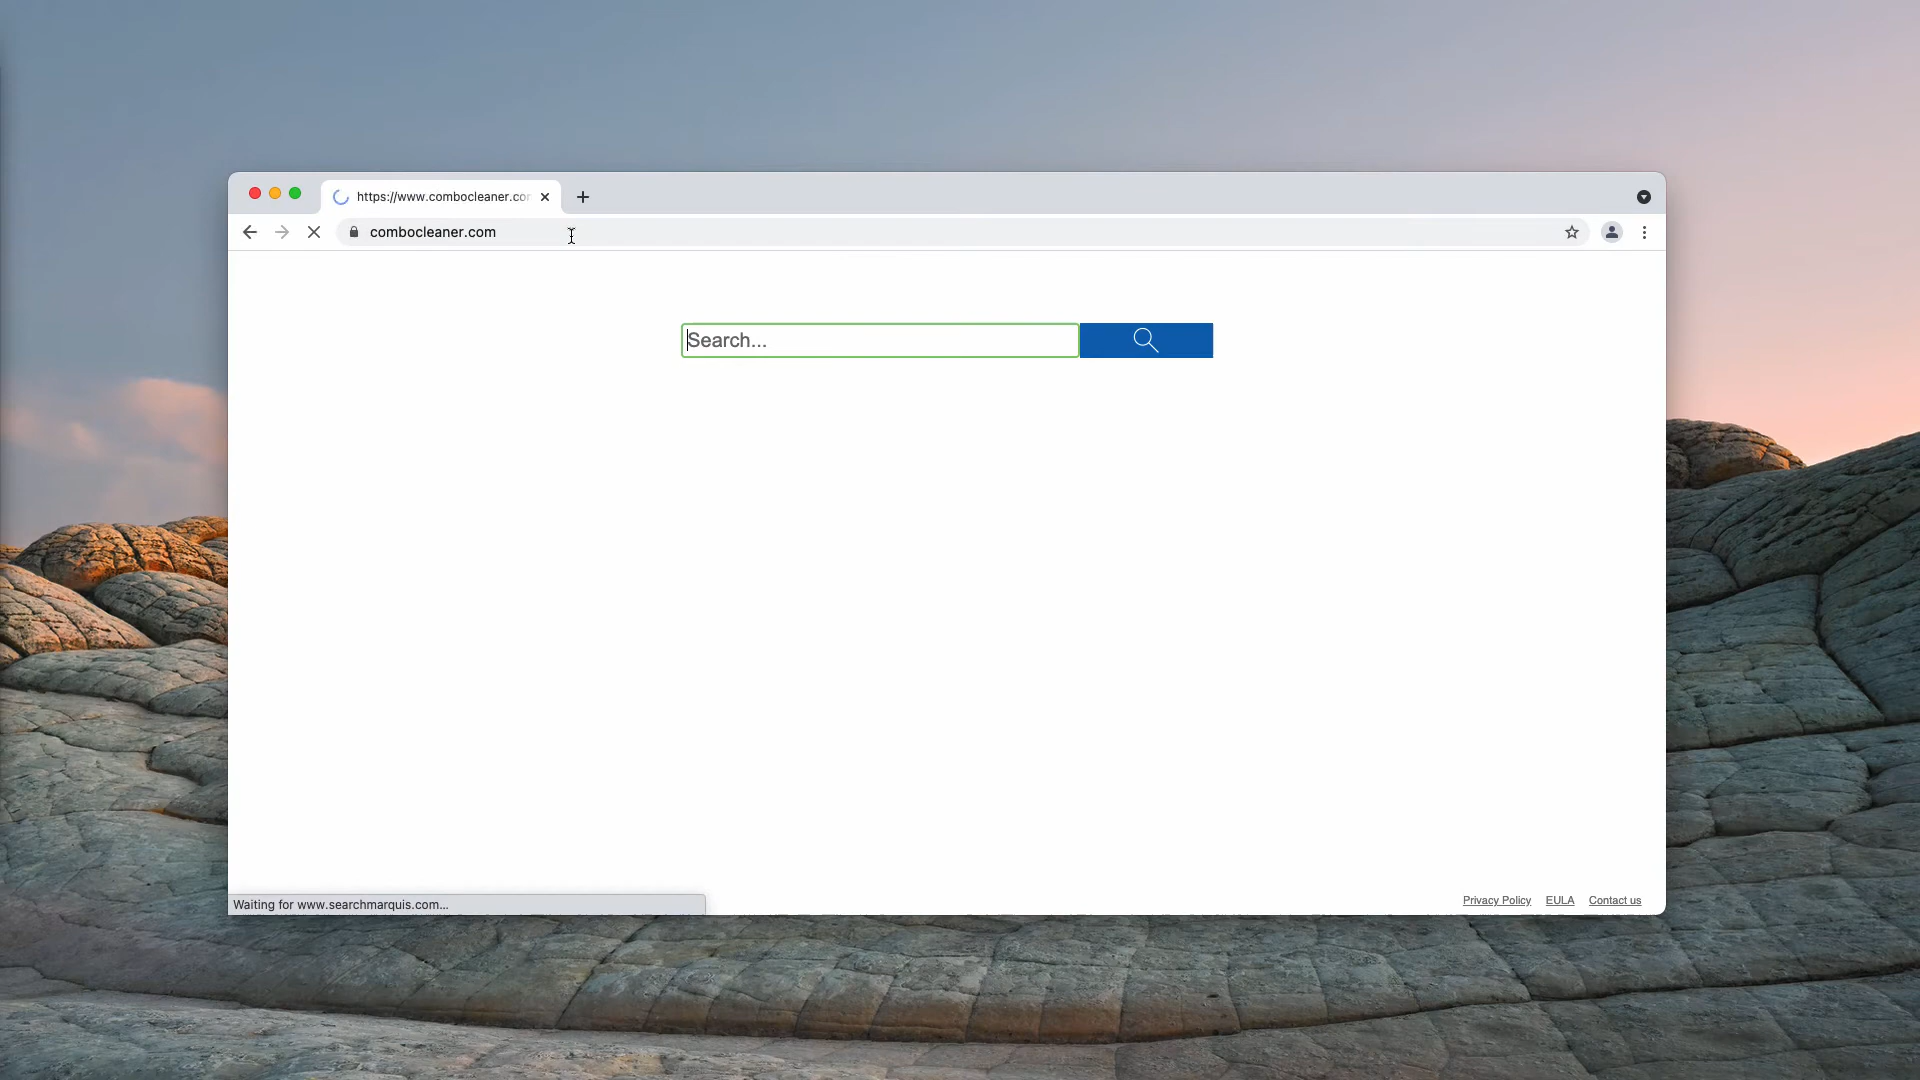 https://www.combocleaner.co
combocleaner.com
Search...
Waiting for www.searchmarquis.com...
Privacy Policy EULA Contact us